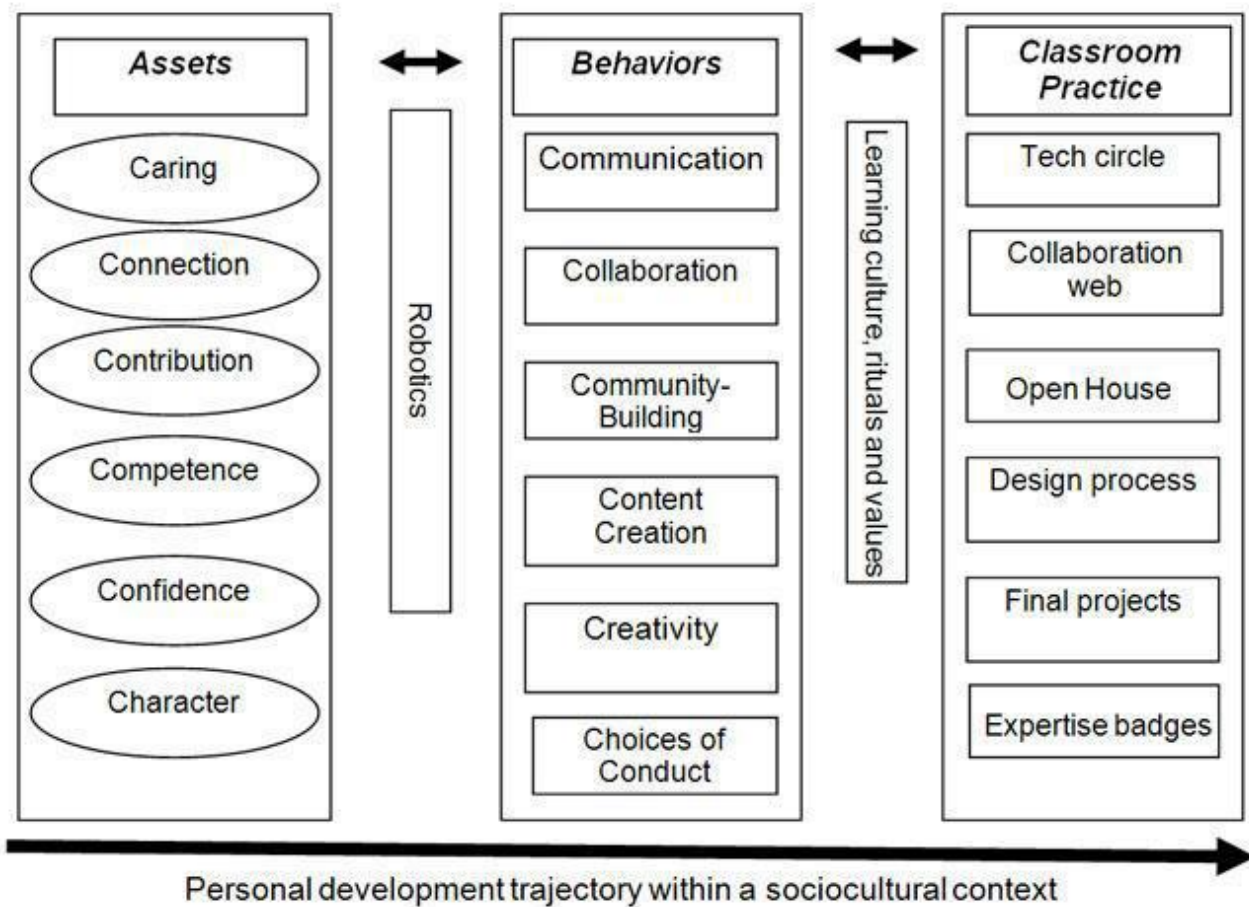 Assets
Caring
Connection
Contribution
Competence
Confidence
Character
Robotics
Behaviors
Communication
Collaboration
Community-
Building
Content
Creation
Creativity
Choices of
Conduct
Learning culture, rituals and values
Classroom
Practice
Tech circle
Collaboration
web
Open House
Design process
Final projects
Expertise badges
Personal development trajectory within a sociocultural context